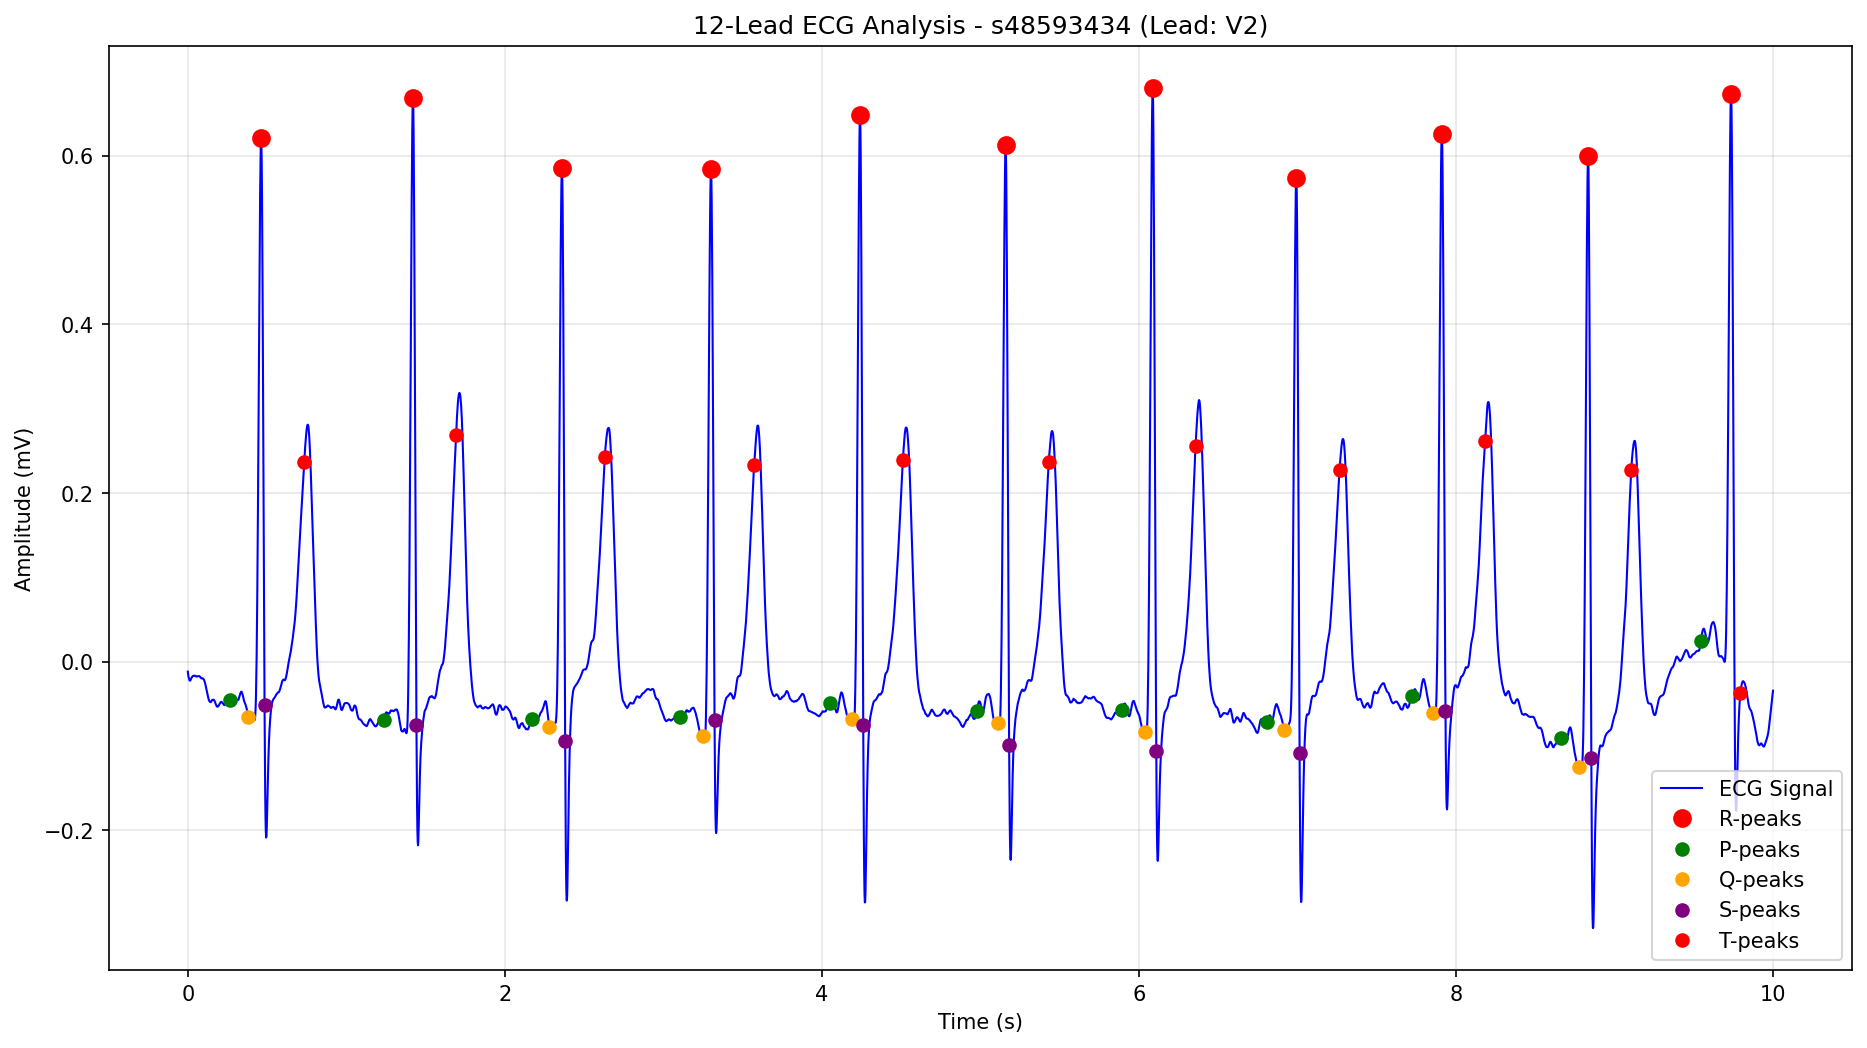 12-Lead ECG Analysis - s48593434 (Lead: V2)
Amplitude (mV)
0.6
0.4
0.2
0.0
−0.2
0 2 4 6 8 10
Time (s)
ECG Signal
R-peaks
P-peaks
Q-peaks
S-peaks
T-peaks